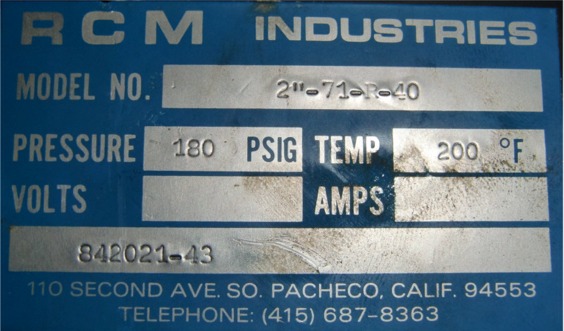 RCM INDUSTRIES
MODEL NO. 2"-71-R-40
PRESSURE 180 PSIG TEMP 200 °F
VOLTS AMPS
842021-43
110 SECOND AVE. SO. PACHECO, CALIF. 94553
TELEPHONE: (415) 687-8363